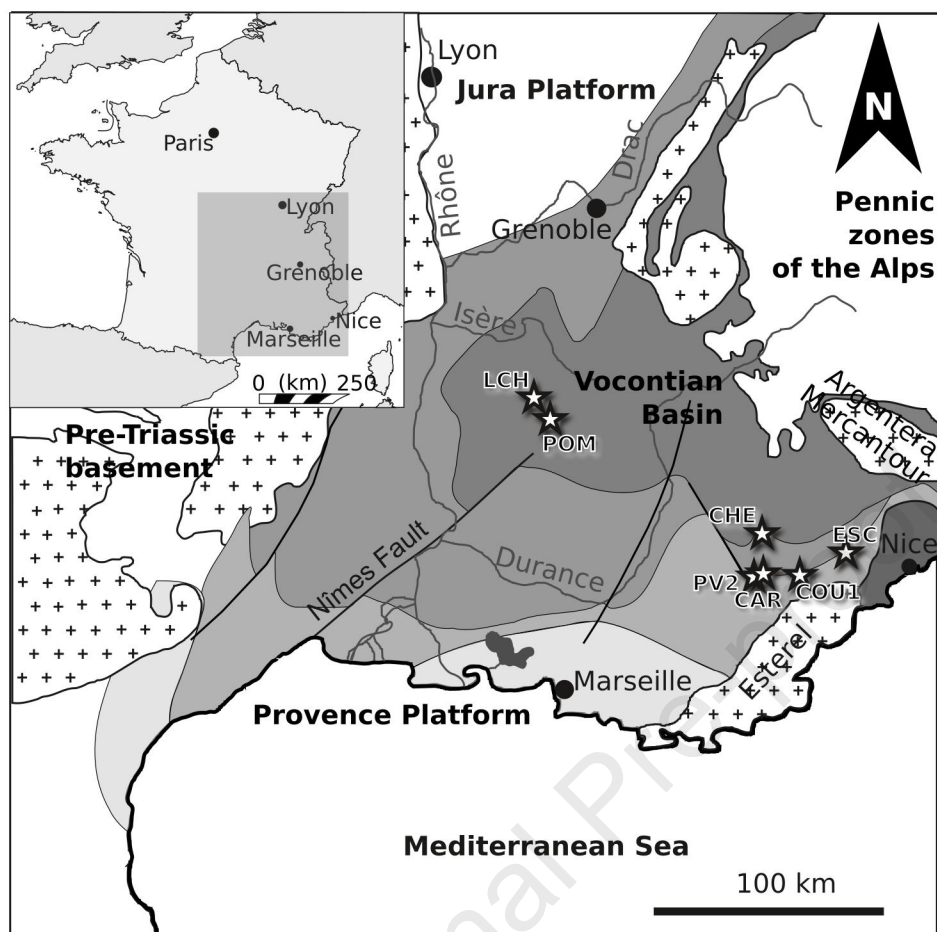 Lyon
Jura Platform
N
Paris
Drac
Rhône
Lyon
Pennic
zones
of the Alps
Grenoble
Grenoble
Nice
Marseille
Isère
0 (km) 250
LCH
Vocontian
Basin
POM
Argentera
Mercantour
Pre-Triassic
basement
CHE
ESC
Nice
Nîmes Fault
Durance
PV2
CAR
COU1
Esterel
Marseille
Provence Platform
Mediterranean Sea
100 km